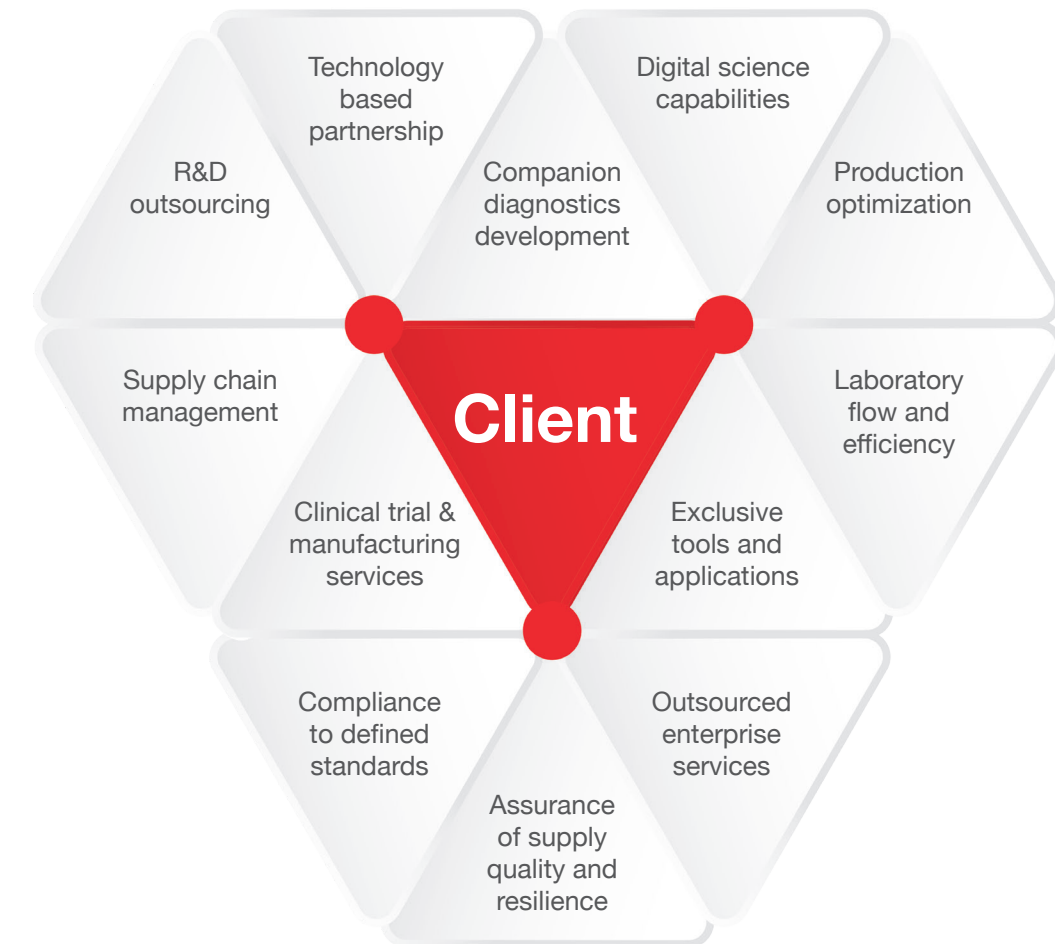 Technology
based
partnership
Digital science
capabilities
R&D
outsourcing
Companion
diagnostics
development
Production
optimization
Supply chain
management
Client
Laboratory
flow and
efficiency
Clinical trial &
manufacturing
services
Exclusive
tools and
applications
Compliance
to defined
standards
Outsourced
enterprise
services
Assurance
of supply
quality and
resilience